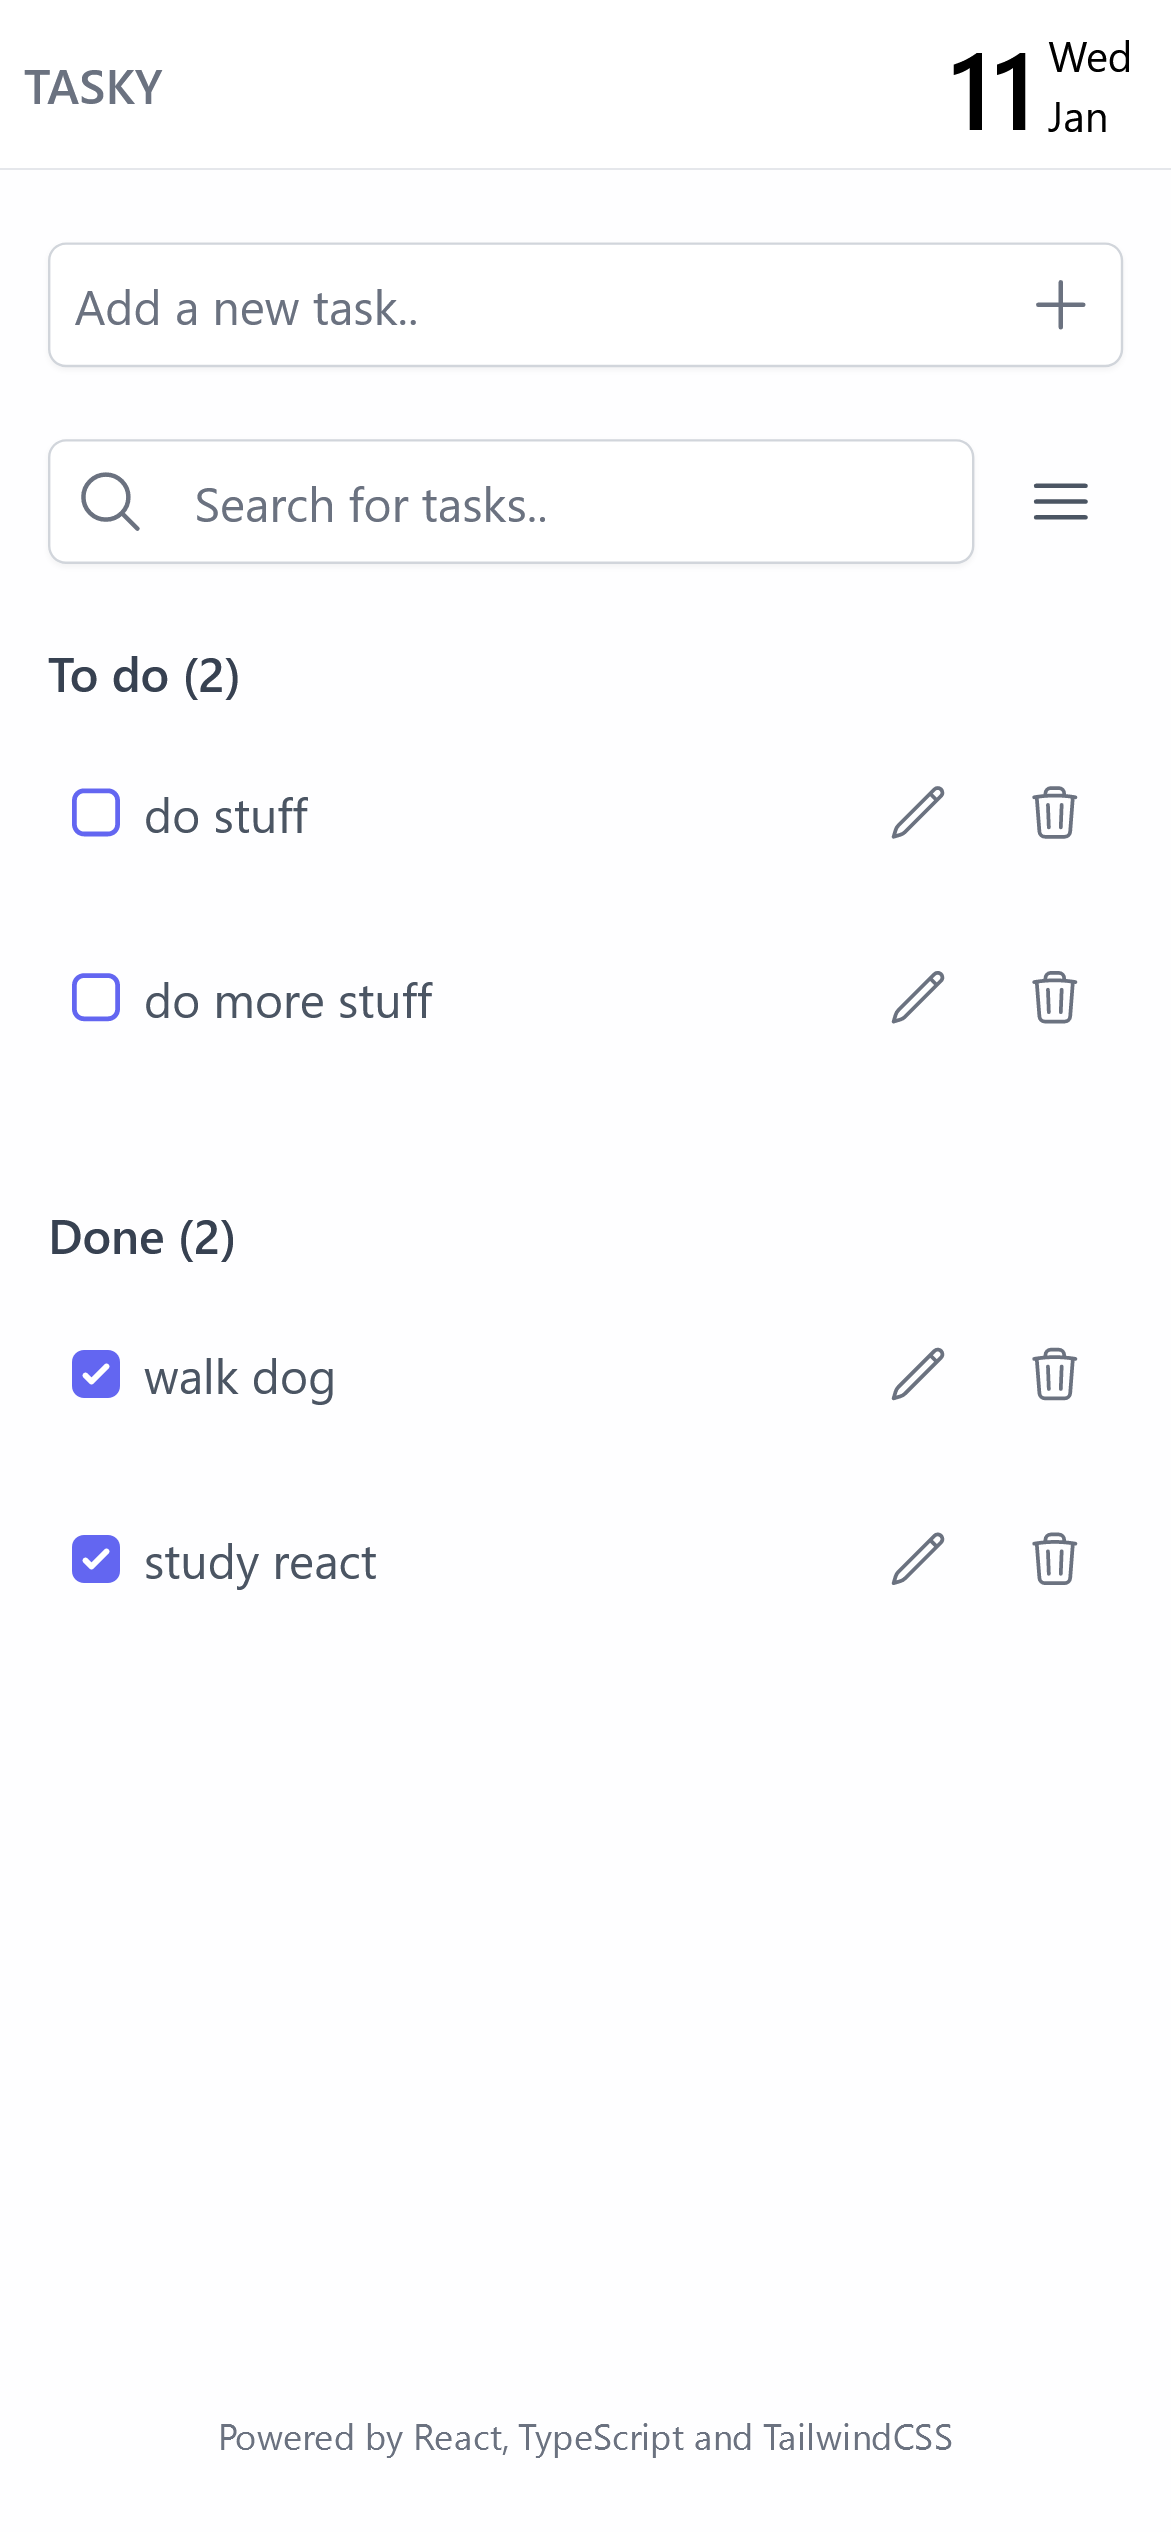 TASKY
11 Wed
Jan
Add a new task..
Search for tasks..
To do (2)
do stuff
do more stuff
Done (2)
walk dog
study react
Powered by React, TypeScript and TailwindCSS